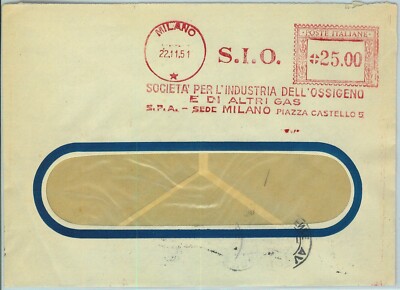 MILANO
22.11.51
S.I.O.
POSTE ITALIANE
25.00
SOCIETA' PER L'INDUSTRIA DELL'OSSIGENO
E DI ALTRI GAS
S.P.A. - SEDE MILANO PIAZZA CASTELLO 5